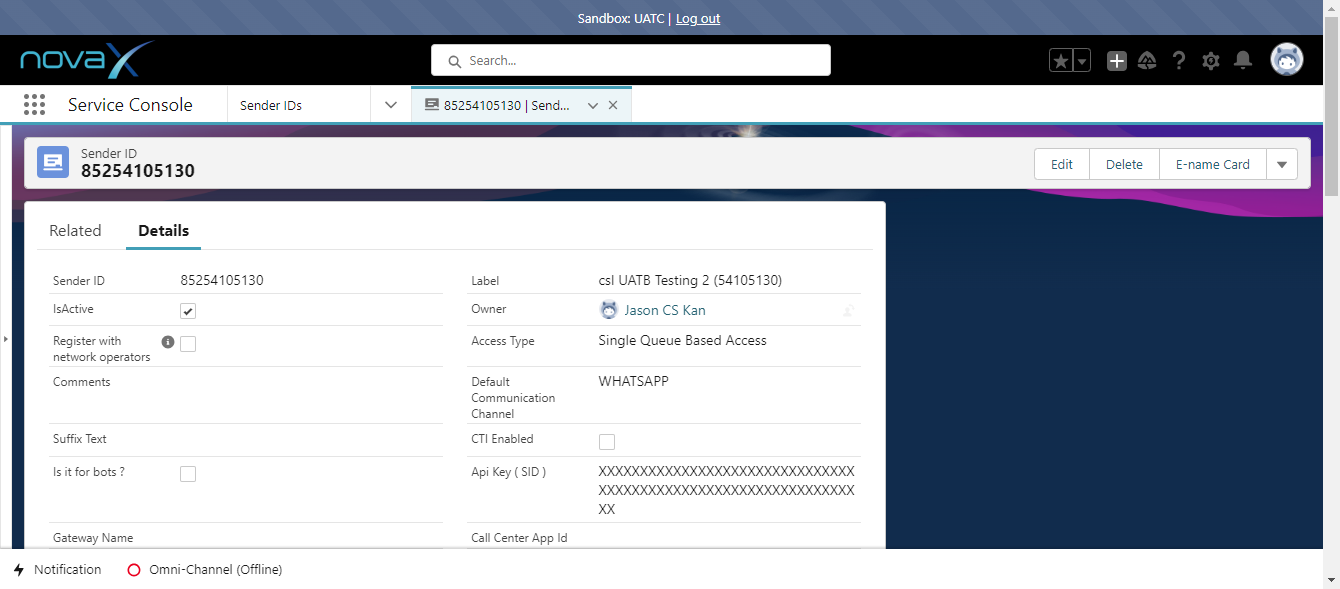 Sandbox: UATC | Log out
novaX
Search...
Service Console
Sender IDs
85254105130 | Send...
Sender ID
85254105130
Edit
Delete
E-name Card
Related
Details
Sender ID
85254105130
Label
csl UATB Testing 2 (54105130)
IsActive
Owner
Jason CS Kan
Register with
network operators
Access Type
Single Queue Based Access
Comments
Default
Communication
Channel
WHATSAPP
Suffix Text
CTI Enabled
Is it for bots ?
Api Key ( SID )
XXXXXXXXXXXXXXXXXXXXXXXXXXXXXXXX
XXXXXXXXXXXXXXXXXXXXXXXXXXXXXXXX
XX
Gateway Name
Call Center App Id
Notification
Omni-Channel (Offline)